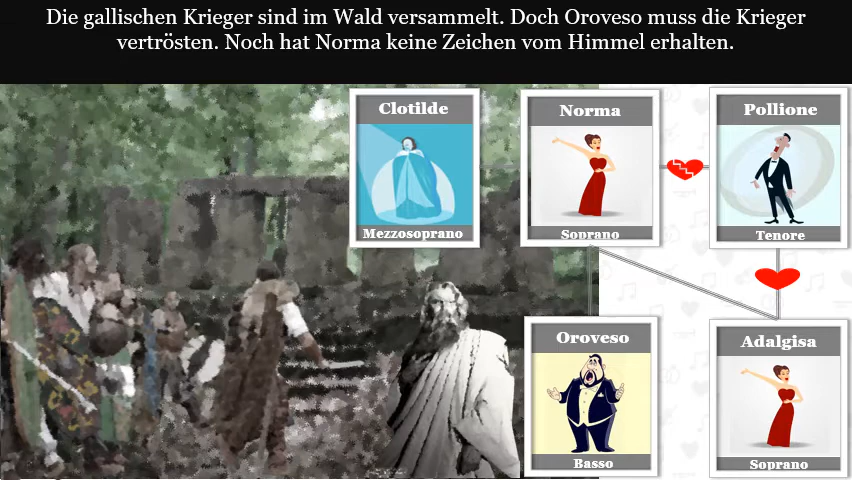 Die gallischen Krieger sind im Wald versammelt. Doch Oroveso muss die Krieger
vertrösten. Noch hat Norma keine Zeichen vom Himmel erhalten.
Clotilde
Mezzosoprano
Norma
Soprano
Pollione
Tenore
Oroveso
Basso
Adalgisa
Soprano